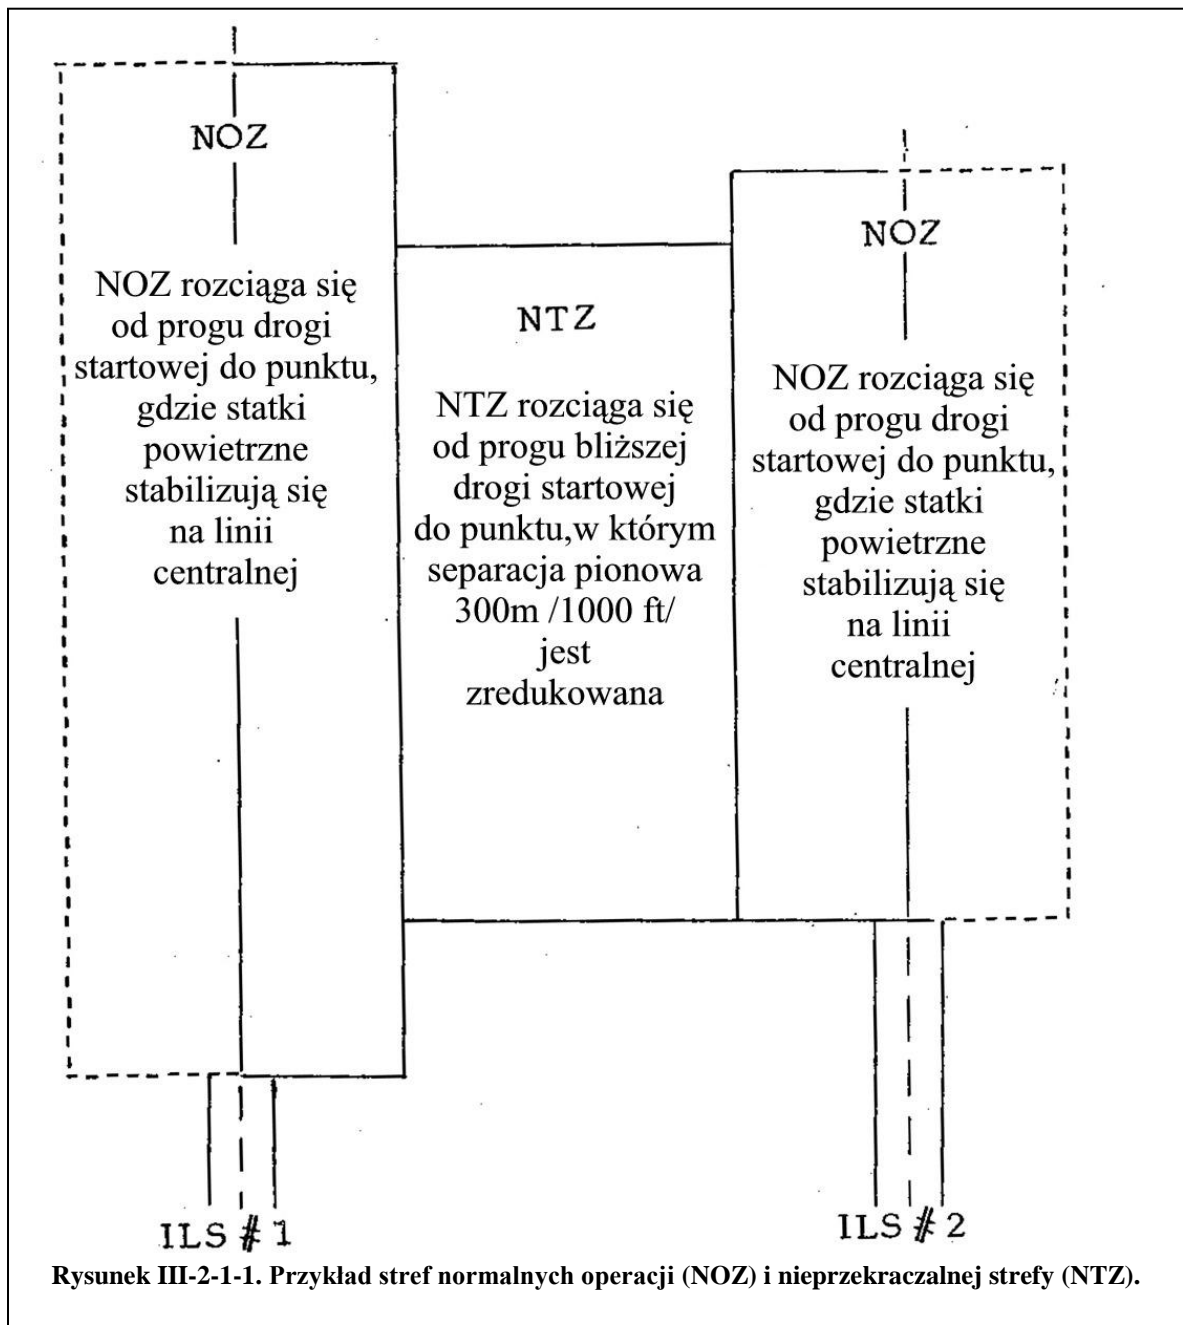 NOZ
NOZ rozciąga się
od progu drogi
startowej do punktu,
gdzie statki
powietrzne
stabilizują się
na linii
centralnej
NTZ
NTZ rozciąga się
od progu bliższej
drogi startowej
do punktu,w którym
separacja pionowa
300m /1000 ft/
jest
zredukowana
NOZ
NOZ rozciąga się
od progu drogi
startowej do punktu,
gdzie statki
powietrzne
stabilizują się
na linii
centralnej
ILS # 1
ILS # 2
Rysunek III-2-1-1. Przykład stref normalnych operacji (NOZ) i nieprzekraczalnej strefy (NTZ).